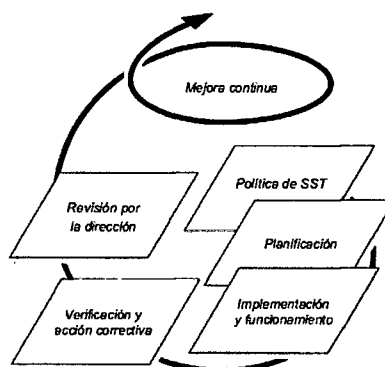 Mejora continua
Política de SST
Revisión por
la dirección
Planificación
Implementación
y funcionamiento
Verificación y
acción correctiva